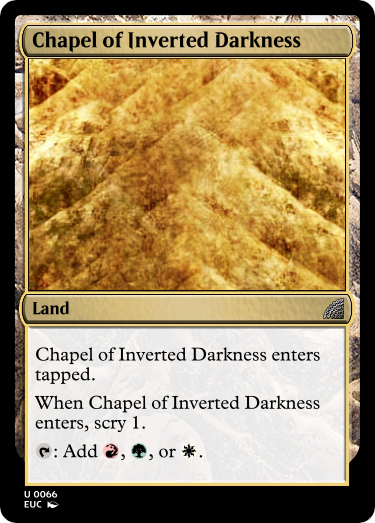 Chapel of Inverted Darkness
Land
Chapel of Inverted Darkness enters
tapped.
When Chapel of Inverted Darkness
enters, scry 1.
: Add , , or .
U 0066
EUC